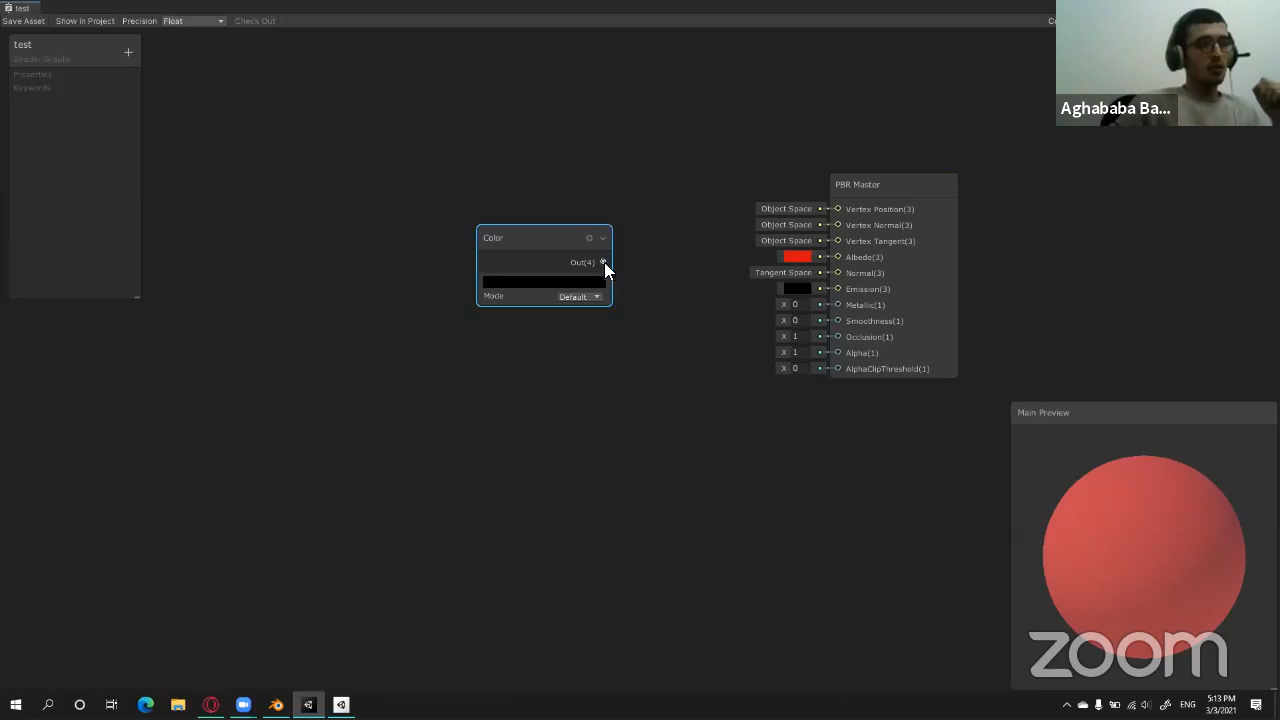 test
Save Asset
Show In Project
Precision
Float
Check Out
test
Shader Graphs
Properties
Keywords
Aghababa Ba...
Color
Out(4)
Mode
Default
PBR Master
Object Space
Vertex Position(3)
Object Space
Vertex Normal(3)
Object Space
Vertex Tangent(3)
Albedo(3)
Tangent Space
Normal(3)
Emission(3)
X 0
Metallic(1)
X 0
Smoothness(1)
X 1
Occlusion(1)
X 1
Alpha(1)
X 0
AlphaClipThreshold(1)
Main Preview
zoom
ENG
5:13 PM
3/3/2021